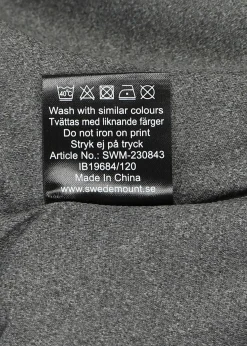 40°C
Wash with similar colours
Tvättas med liknande färger
Do not iron on print
Stryk ej på tryck
Article No.: SWM-230843
IB19684/120
Made In China
www.swedemount.se